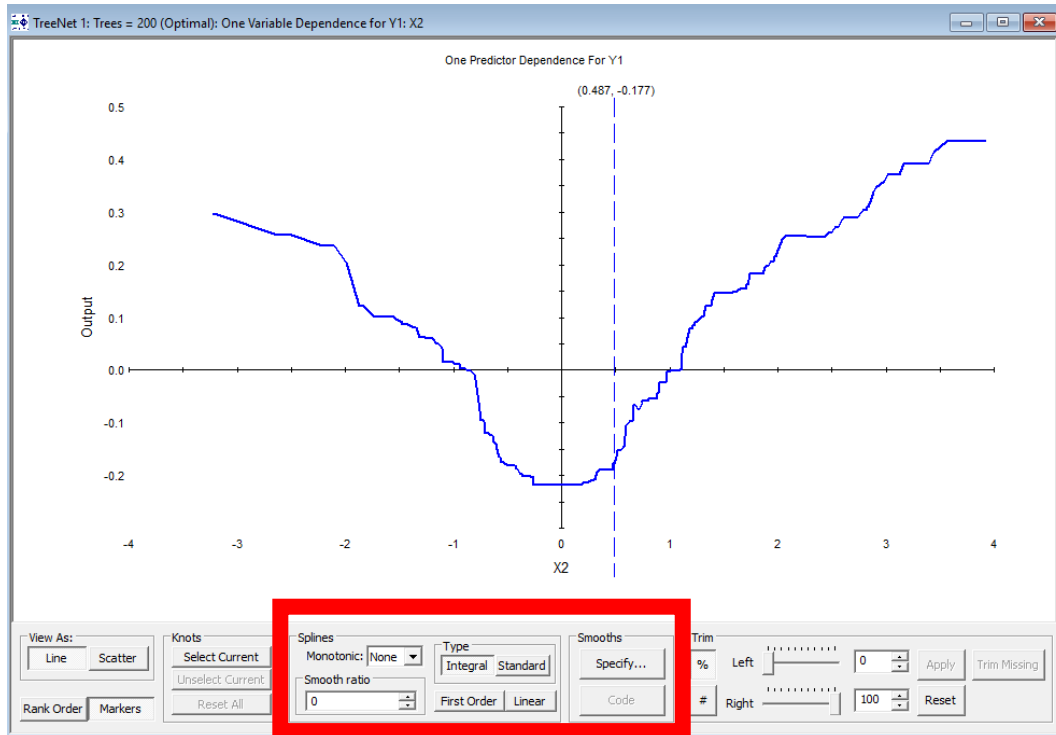 TreeNet 1: Trees = 200 (Optimal): One Variable Dependence for Y1: X2
One Predictor Dependence For Y1
(0.487, -0.177)
0.5
0.4
0.3
0.2
0.1
0.0
-0.1
-0.2
Output
-4 -3 -2 -1 0 1 2 3 4
X2
View As:
Line Scatter
Rank Order Markers
Knots
Select Current
Unselect Current
Reset All
Splines
Monotonic: None
Smooth ratio
0
Type
Integral Standard
First Order Linear
Smooths
Specify...
Code
Trim
% Left 0 Apply Trim Missing
# Right 100 Reset